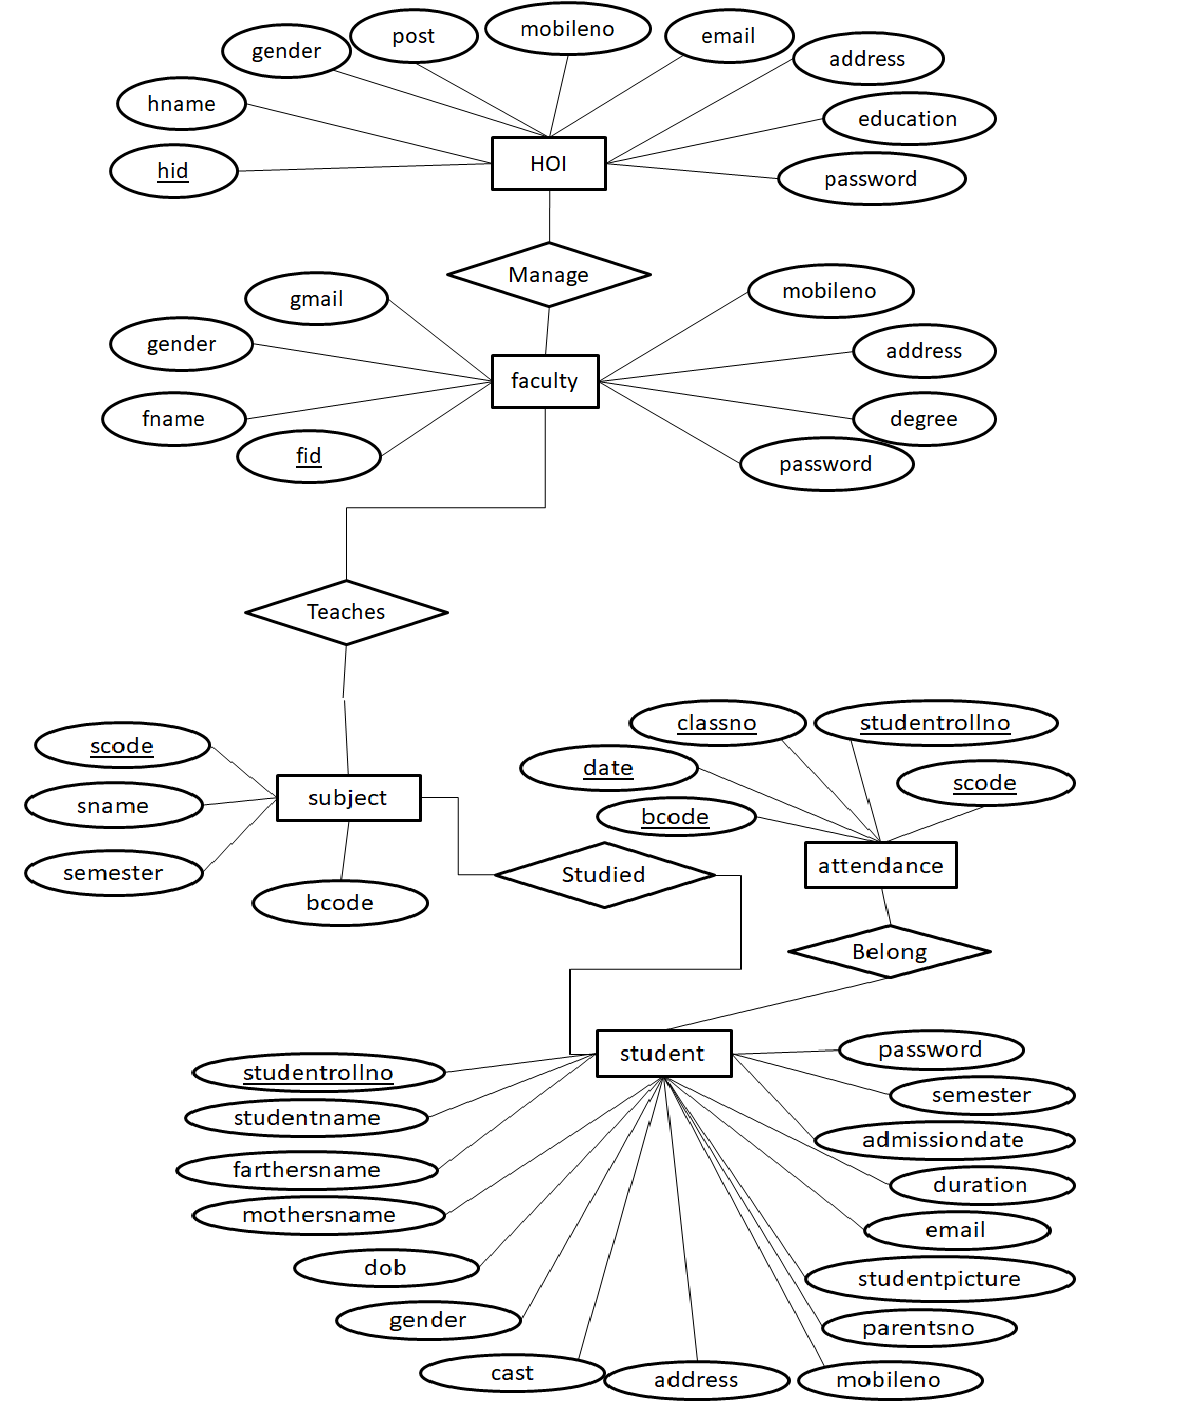 mobileno
post
email
gender
address
hname
education
HOI
hid
password
Manage
gmail
mobileno
gender
address
faculty
fname
degree
fid
password
Teaches
classno
studentrollno
scode
date
scode
subject
sname
bcode
attendance
semester
Studied
bcode
Belong
student
password
studentrollno
semester
studentname
admissiondate
farthersname
duration
mothersname
email
dob
studentpicture
gender
parentsno
cast
address
mobileno